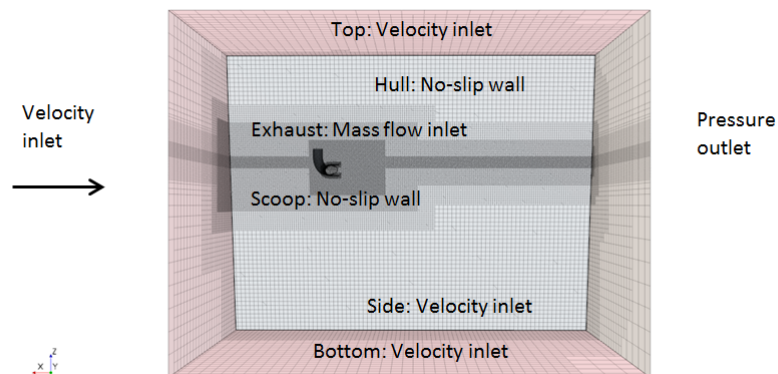 Top: Velocity inlet
Hull: No-slip wall
Velocity
inlet
Exhaust: Mass flow inlet
Pressure
outlet
Scoop: No-slip wall
Side: Velocity inlet
Bottom: Velocity inlet
Z
X
Y